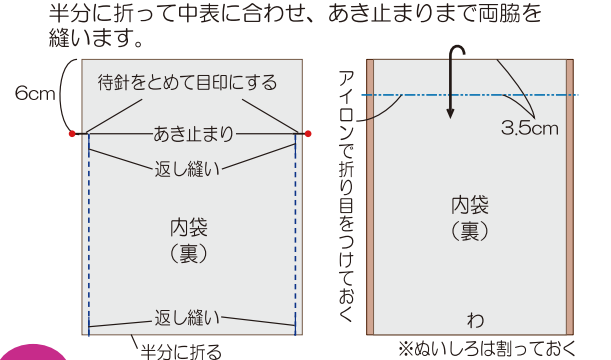 半分に折って中表に合わせ、あき止まりまで両脇を
縫います。
6cm
待針をとめて目印にする
あき止まり
返し縫い
内袋
（裏）
返し縫い
半分に折る
アイロンで折り目をつけておく
3.5cm
内袋
（裏）
わ
※ぬいしろは割っておく